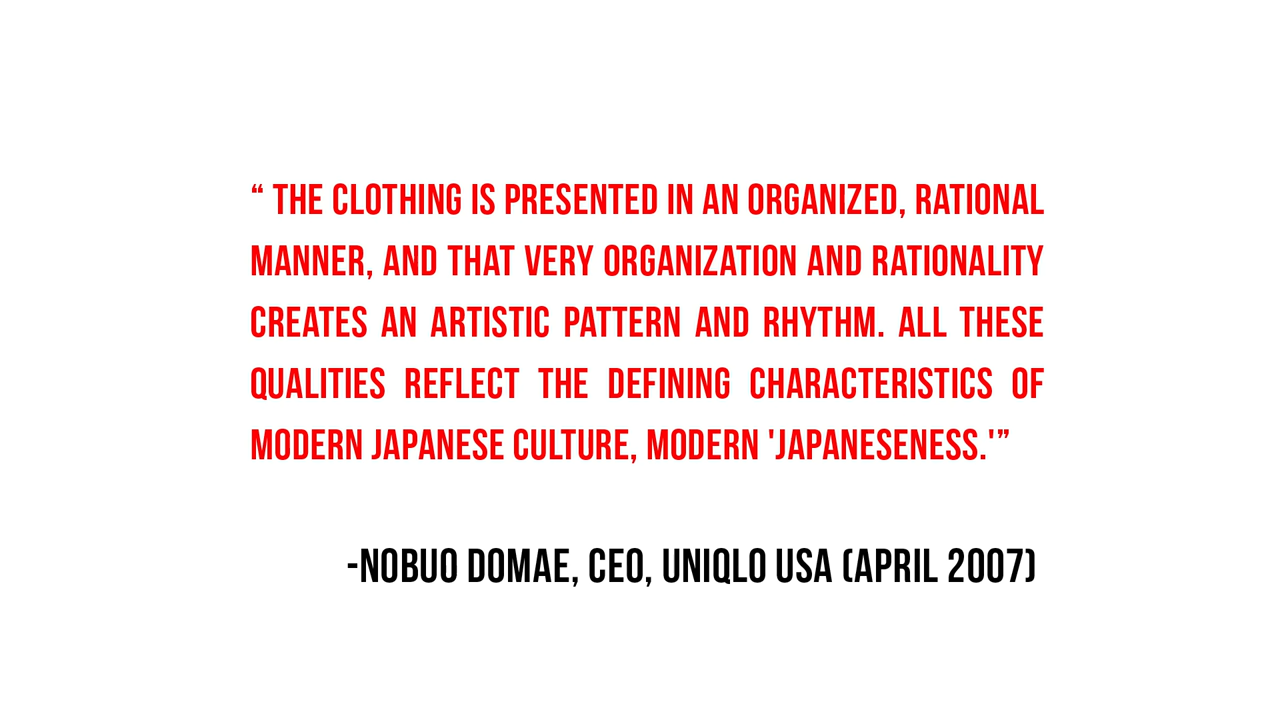 “ THE CLOTHING IS PRESENTED IN AN ORGANIZED, RATIONAL
MANNER, AND THAT VERY ORGANIZATION AND RATIONALITY
CREATES AN ARTISTIC PATTERN AND RHYTHM. ALL THESE
QUALITIES REFLECT THE DEFINING CHARACTERISTICS OF
MODERN JAPANESE CULTURE, MODERN 'JAPANESENESS.'”
-NOBUO DOMAE, CEO, UNIQLO USA (APRIL 2007)